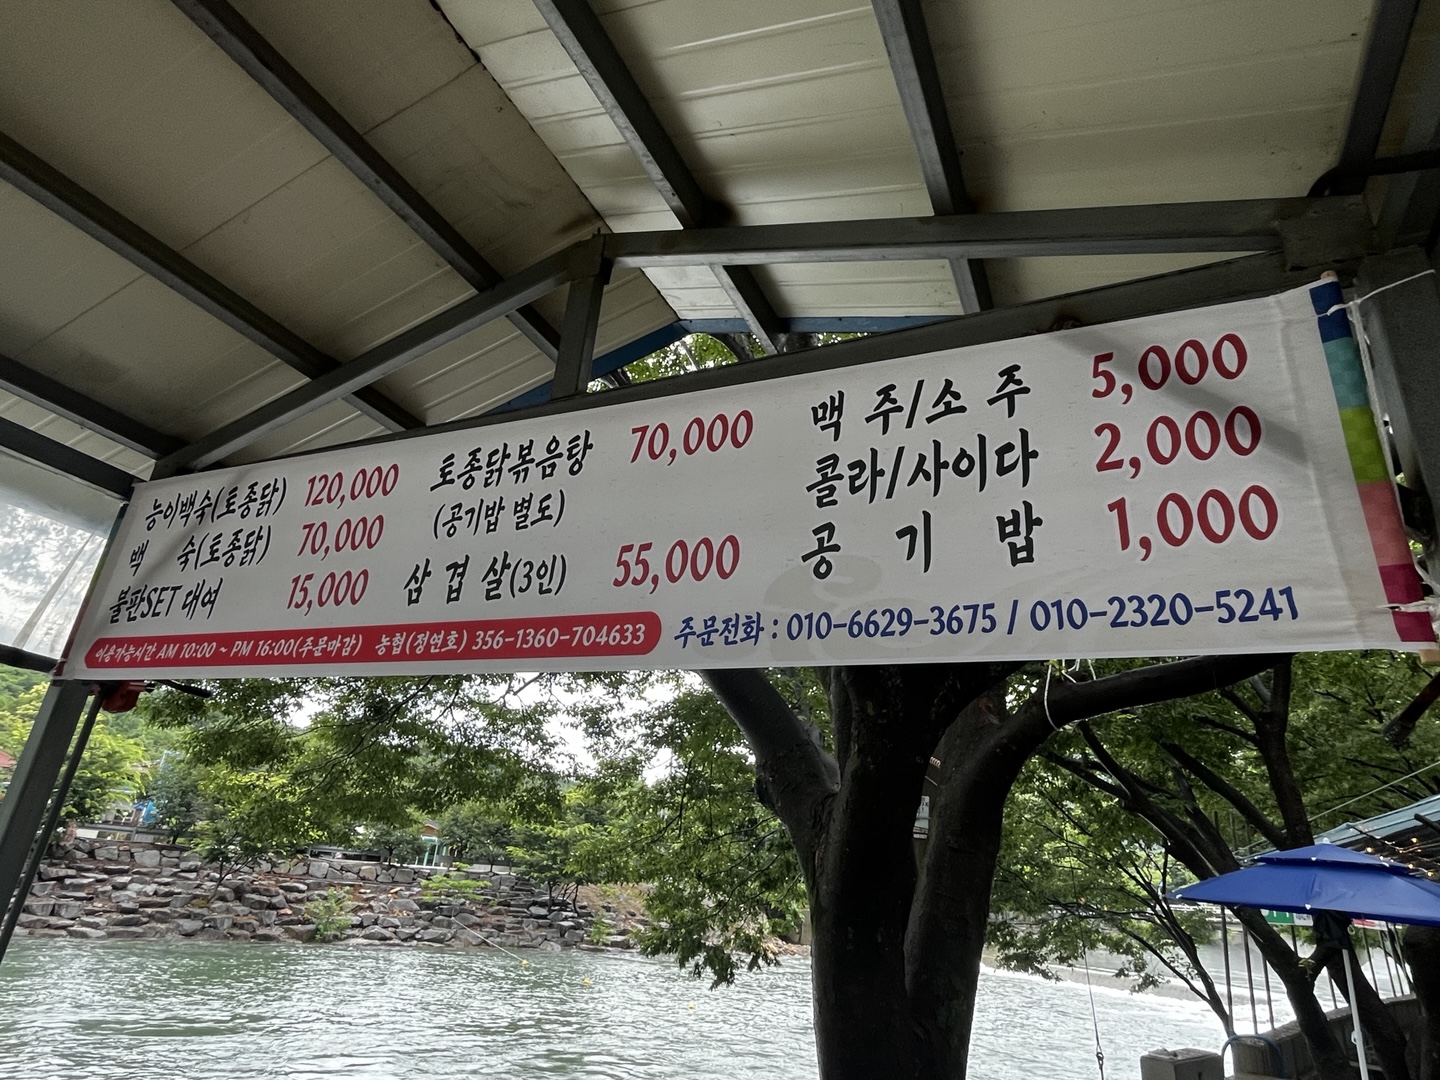 능이백숙(토종닭) 120,000
백 숙(토종닭) 70,000
불판SET 대여 15,000
토종닭볶음탕 70,000
(공기밥 별도)
삼 겹 살(3인) 55,000
맥 주/소 주 5,000
콜라/사이다 2,000
공 기 밥 1,000
이용가능시간 AM 10:00 ~ PM 16:00(주문마감) 농협(정연호) 356-1360-704633
주문전화 : 010-6629-3675 / 010-2320-5241